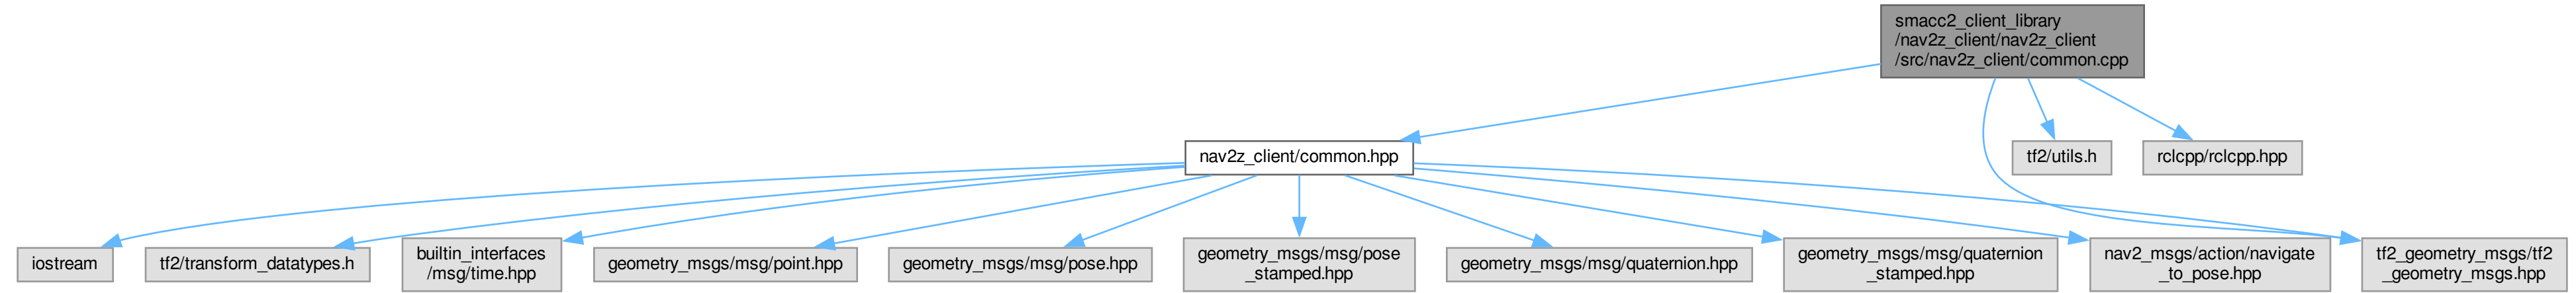 smacc2_client_library
/nav2z_client/nav2z_client
/src/nav2z_client/common.cpp
nav2z_client/common.hpp
tf2/utils.h
rclcpp/rclcpp.hpp
iostream
tf2/transform_datatypes.h
builtin_interfaces
/msg/time.hpp
geometry_msgs/msg/point.hpp
geometry_msgs/msg/pose.hpp
geometry_msgs/msg/pose
_stamped.hpp
geometry_msgs/msg/quaternion.hpp
geometry_msgs/msg/quaternion
_stamped.hpp
nav2_msgs/action/navigate
_to_pose.hpp
tf2_geometry_msgs/tf2
_geometry_msgs.hpp